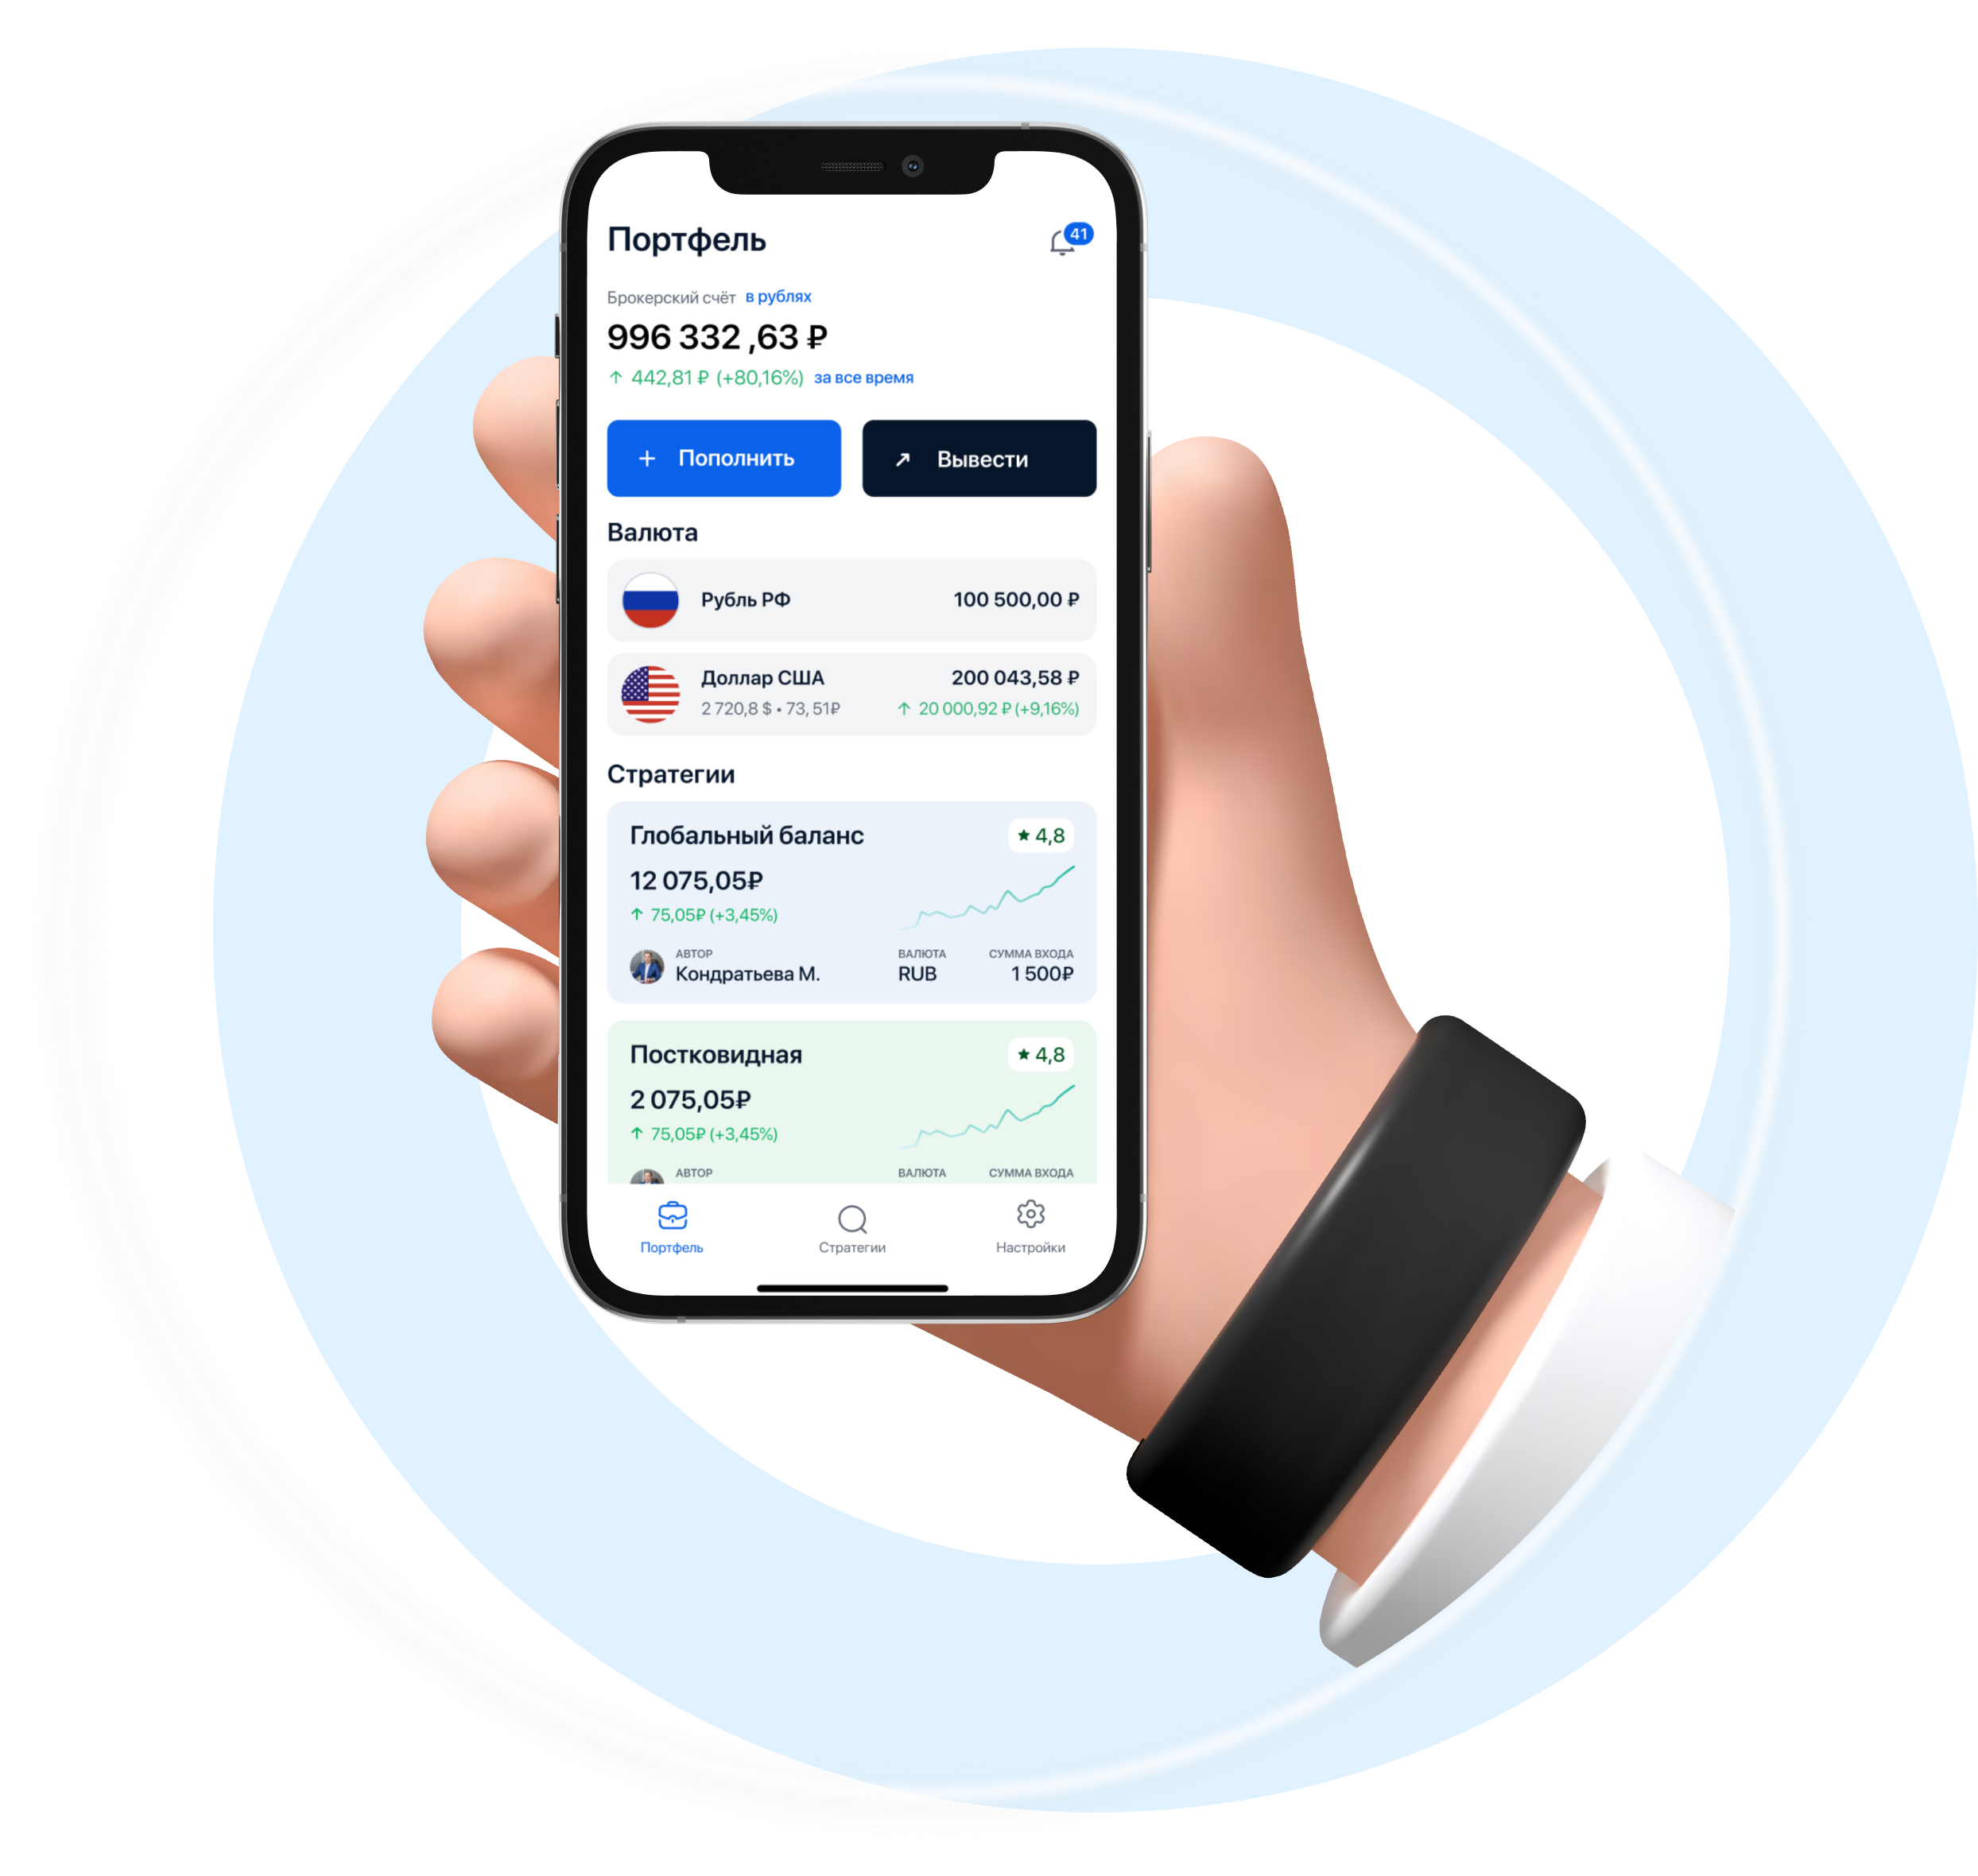 Портфель
41
Брокерский счёт в рублях
996 332 ,63 ₽
↑ 442,81 ₽ (+80,16%) за все время
+ Пополнить
↗ Вывести
Валюта
Рубль РФ 100 500,00 ₽
Доллар США 200 043,58 ₽
2 720,8 $ • 73, 51₽ ↑ 20 000,92 ₽ (+9,16%)
Стратегии
Глобальный баланс ★ 4,8
12 075,05₽
↑ 75,05₽ (+3,45%)
АВТОР ВАЛЮТА СУММА ВХОДА
Кондратьева М. RUB 1 500₽
Постковидная ★ 4,8
2 075,05₽
↑ 75,05₽ (+3,45%)
АВТОР ВАЛЮТА СУММА ВХОДА
Портфель Стратегии Настройки